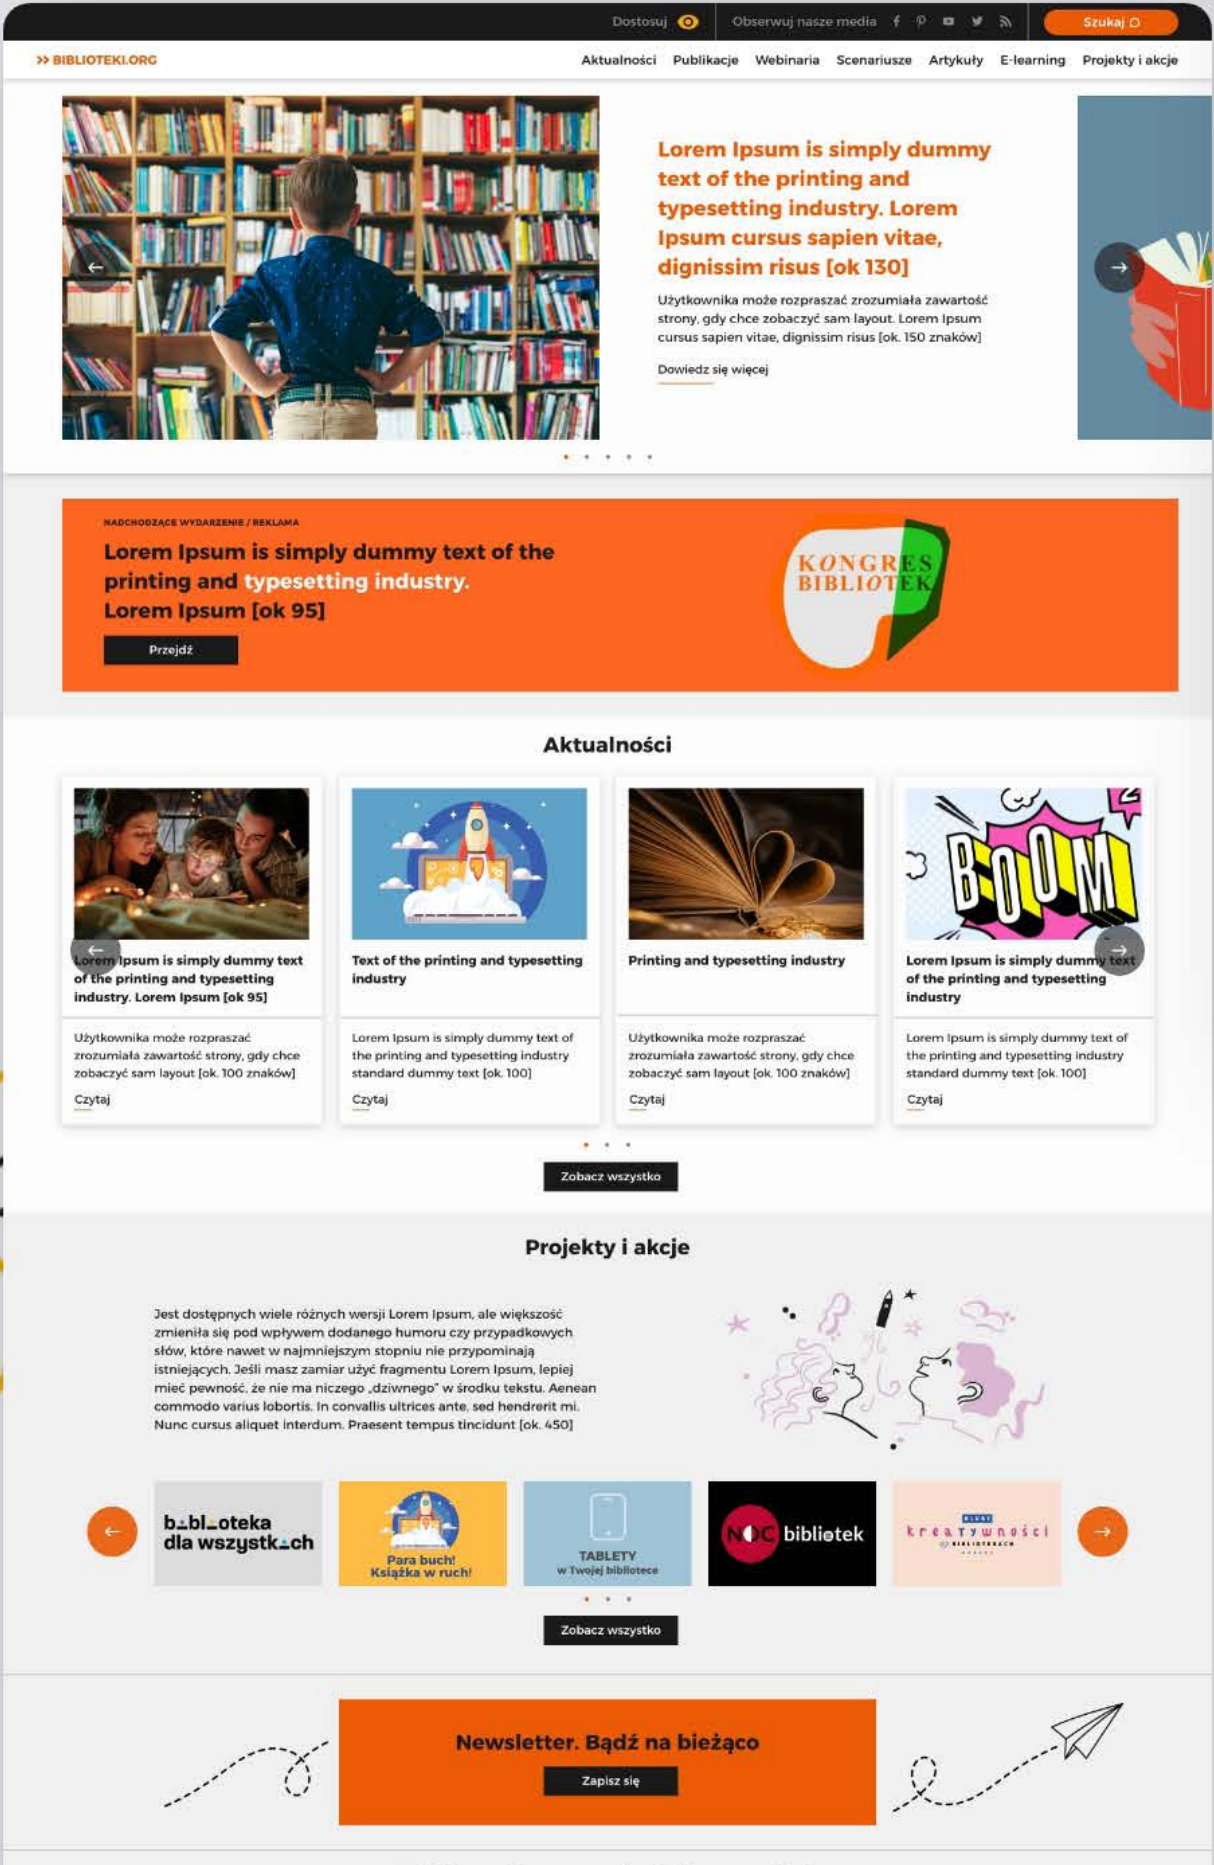 Dostosuj
Obserwuj nasze media
Szukaj
>> BIBLIOTEKI.ORG
Aktualności Publikacje Webinaria Scenariusze Artykuły E-learning Projekty i akcje
Lorem Ipsum is simply dummy
text of the printing and
typesetting industry. Lorem
Ipsum cursus sapien vitae,
dignissim risus [ok 130]
Użytkownika może rozpraszać zrozumiała zawartość
strony, gdy chce zobaczyć sam layout. Lorem Ipsum
cursus sapien vitae, dignissim risus [ok. 150 znaków]
Dowiedz się więcej
NADCHODZĄCE WYDARZENIE / REKLAMA
Lorem Ipsum is simply dummy text of the
printing and typesetting industry.
Lorem Ipsum [ok 95]
Przejdź
KONGRES
BIBLIOTEK
Aktualności
Lorem Ipsum is simply dummy text
of the printing and typesetting
industry. Lorem Ipsum [ok 95]
Użytkownika może rozpraszać
zrozumiała zawartość strony, gdy chce
zobaczyć sam layout [ok. 100 znaków]
Czytaj
Text of the printing and typesetting
industry
Lorem Ipsum is simply dummy text of
the printing and typesetting industry
standard dummy text [ok. 100]
Czytaj
Printing and typesetting industry
Użytkownika może rozpraszać
zrozumiała zawartość strony, gdy chce
zobaczyć sam layout [ok. 100 znaków]
Czytaj
BOOM
2
Lorem Ipsum is simply dummy text
of the printing and typesetting
industry
Lorem Ipsum is simply dummy text of
the printing and typesetting industry
standard dummy text [ok. 100]
Czytaj
Zobacz wszystko
Projekty i akcje
Jest dostępnych wiele różnych wersji Lorem Ipsum, ale większość
zmieniła się pod wpływem dodanego humoru czy przypadkowych
słów, które nawet w najmniejszym stopniu nie przypominają
istniejących. Jeśli masz zamiar użyć fragmentu Lorem Ipsum, lepiej
mieć pewność, że nie ma niczego „dziwnego" w środku tekstu. Aenean
commodo varius lobortis. In convallis ultrices ante, sed hendrerit mi.
Nunc cursus aliquet interdum. Praesent tempus tincidunt [ok. 450]
biblioteka
dla wszystkich
Para buch!
Książka w ruch!
TABLETY
w Twojej bibliotece
NOC bibliotek
KLUBY
kreatywności
w BIBLIOTEKACH
Zobacz wszystko
Newsletter. Bądź na bieżąco
Zapisz się